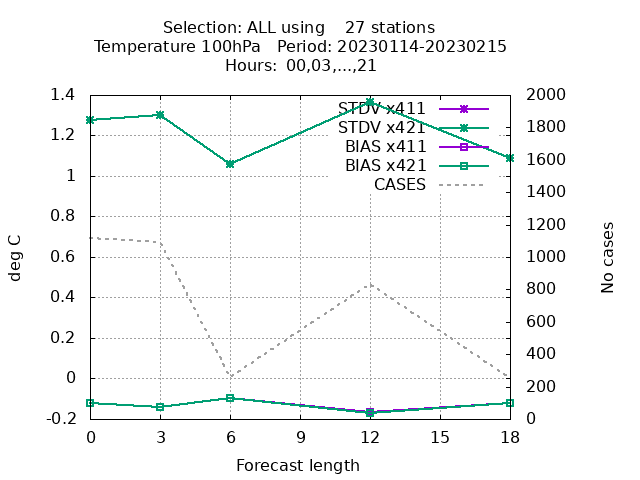 Selection: ALL using 27 stations
Temperature 100hPa Period: 20230114-20230215
Hours: 00,03,...,21
1.4
1.2
1
0.8
0.6
0.4
0.2
0
-0.2
deg C
STDV x411
STDV x421
BIAS x411
BIAS x421
CASES
2000
1800
1600
1400
1200
1000
800
600
400
200
0
No cases
0 3 6 9 12 15 18
Forecast length